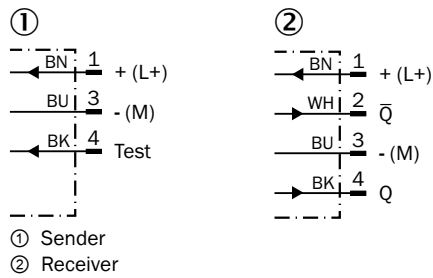 ①
BN 1 + (L+)
BU 3 - (M)
BK 4 Test
②
BN 1 + (L+)
WH 2 Q̅
BU 3 - (M)
BK 4 Q
① Sender
② Receiver